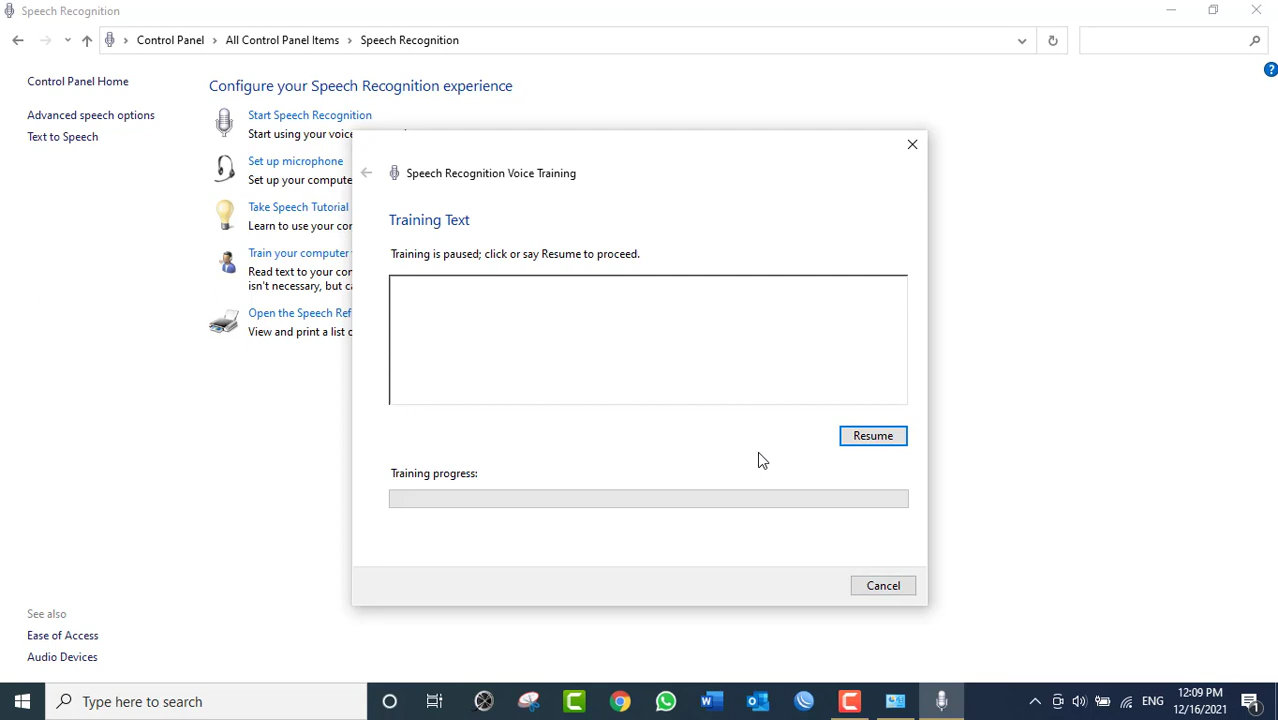 Speech Recognition
Control Panel All Control Panel Items Speech Recognition
Control Panel Home
Advanced speech options
Text to Speech
Configure your Speech Recognition experience
Start Speech Recognition
Start using your voice
Set up microphone
Set up your compute
Take Speech Tutorial
Learn to use your co
Train your computer
Read text to your co
isn't necessary, but c
Open the Speech Ref
View and print a list
Speech Recognition Voice Training
Training Text
Training is paused; click or say Resume to proceed.
Resume
Training progress:
Cancel
See also
Ease of Access
Audio Devices
Type here to search
ENG
12:09 PM
12/16/2021
1